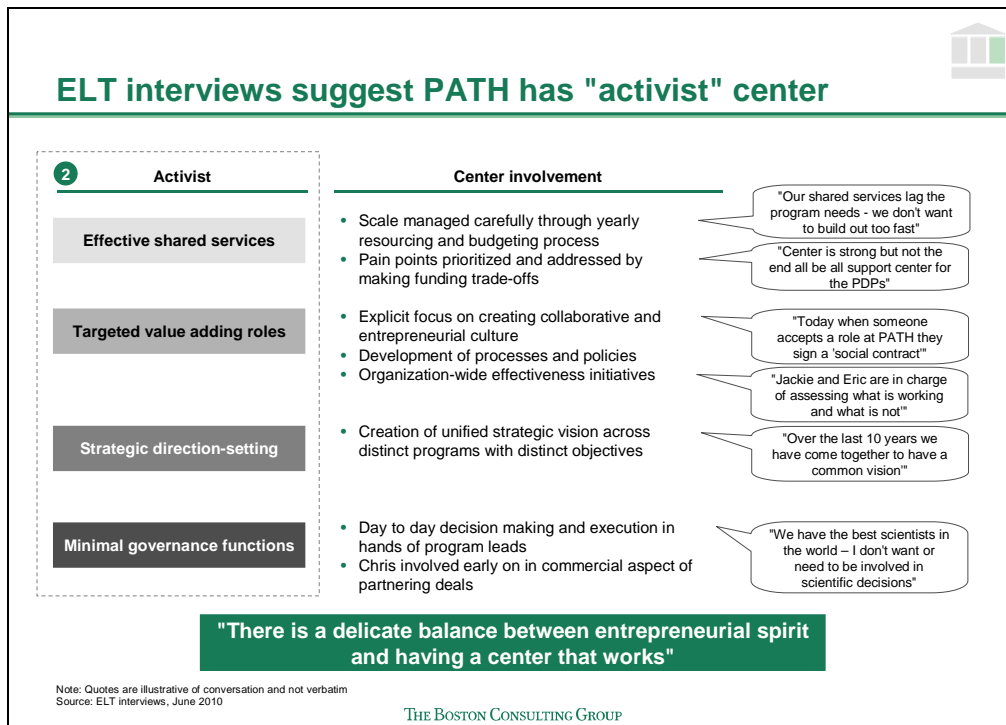 ELT interviews suggest PATH has "activist" center
2
Activist
Center involvement
Effective shared services
• Scale managed carefully through yearly
resourcing and budgeting process
• Pain points prioritized and addressed by
making funding trade-offs
"Our shared services lag the
program needs - we don't want
to build out too fast"
"Center is strong but not the
end all be all support center for
the PDPs"
Targeted value adding roles
• Explicit focus on creating collaborative and
entrepreneurial culture
• Development of processes and policies
• Organization-wide effectiveness initiatives
"Today when someone
accepts a role at PATH they
sign a 'social contract'"
"Jackie and Eric are in charge
of assessing what is working
and what is not'"
Strategic direction-setting
• Creation of unified strategic vision across
distinct programs with distinct objectives
"Over the last 10 years we
have come together to have a
common vision'"
Minimal governance functions
• Day to day decision making and execution in
hands of program leads
• Chris involved early on in commercial aspect of
partnering deals
"We have the best scientists in
the world – I don't want or
need to be involved in
scientific decisions"
"There is a delicate balance between entrepreneurial spirit
and having a center that works"
Note: Quotes are illustrative of conversation and not verbatim
Source: ELT interviews, June 2010
THE BOSTON CONSULTING GROUP